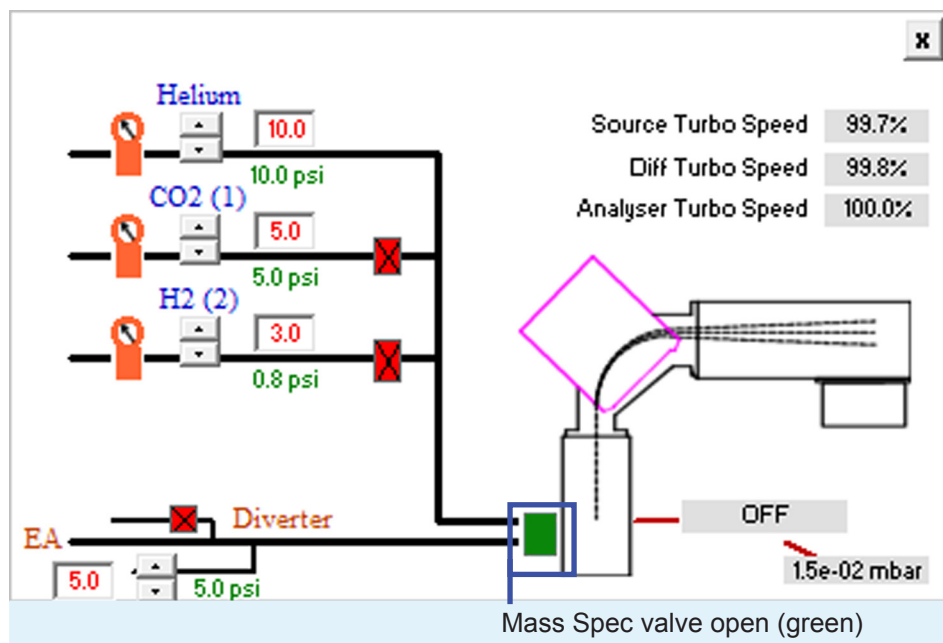 x
Helium
10.0
10.0 psi
Source Turbo Speed 99.7%
Diff Turbo Speed 99.8%
Analyser Turbo Speed 100.0%
CO2 (1)
5.0
5.0 psi
H2 (2)
3.0
0.8 psi
Diverter
EA
5.0
5.0 psi
OFF
1.5e-02 mbar
Mass Spec valve open (green)